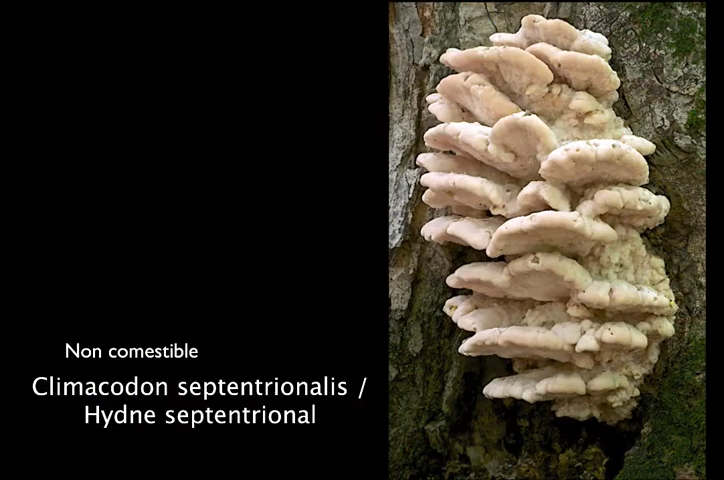 Non comestible
Climacodon septentrionalis /
Hydne septentrional